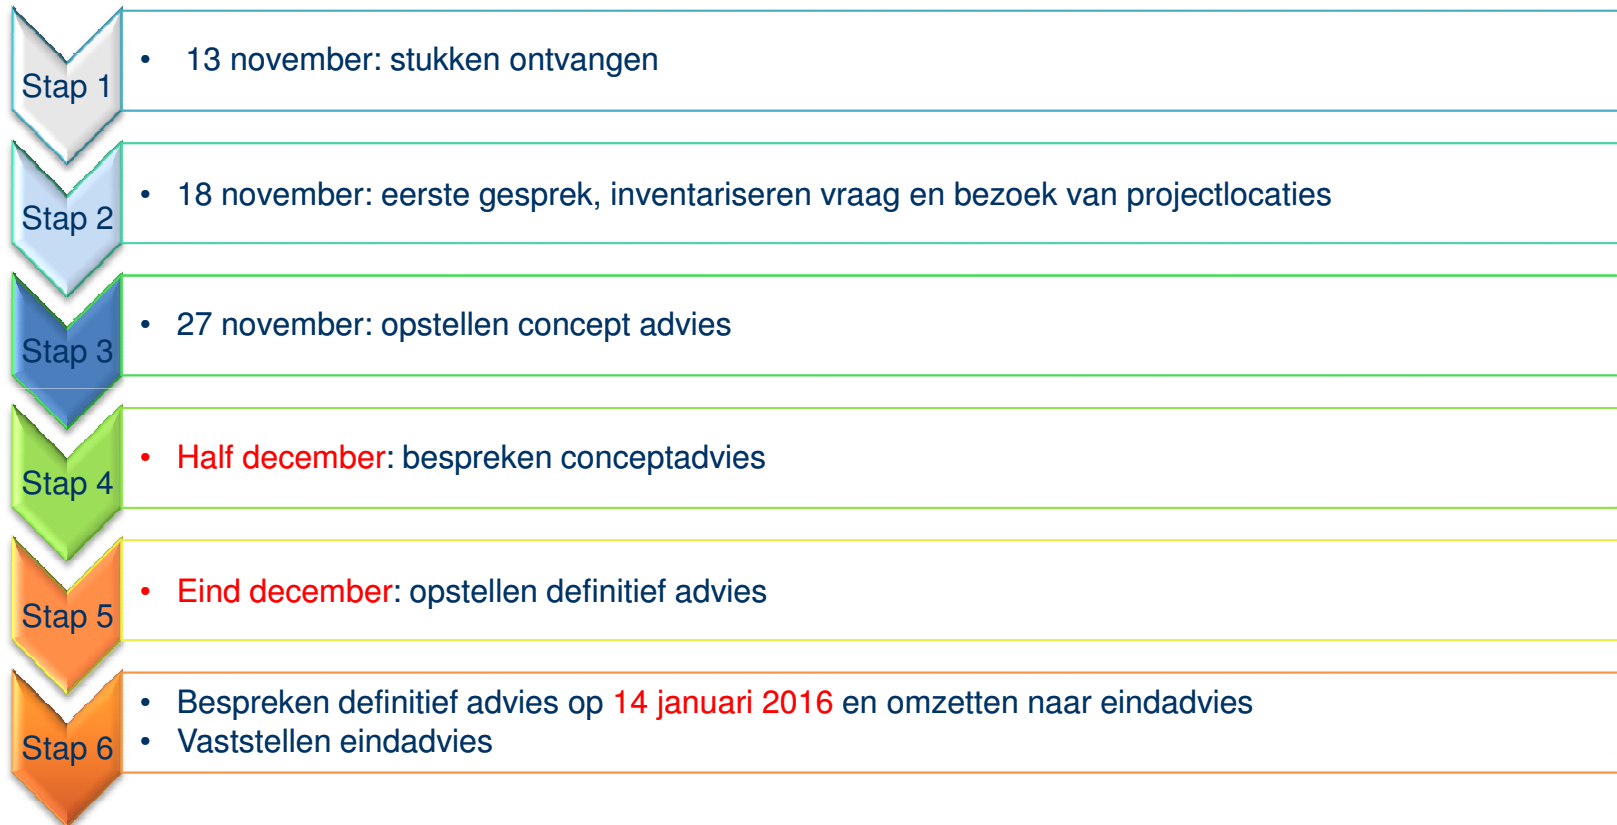 Stap 1
• 13 november: stukken ontvangen
Stap 2
• 18 november: eerste gesprek, inventariseren vraag en bezoek van projectlocaties
Stap 3
• 27 november: opstellen concept advies
Stap 4
• Half december: bespreken conceptadvies
Stap 5
• Eind december: opstellen definitief advies
Stap 6
• Bespreken definitief advies op 14 januari 2016 en omzetten naar eindadvies
• Vaststellen eindadvies